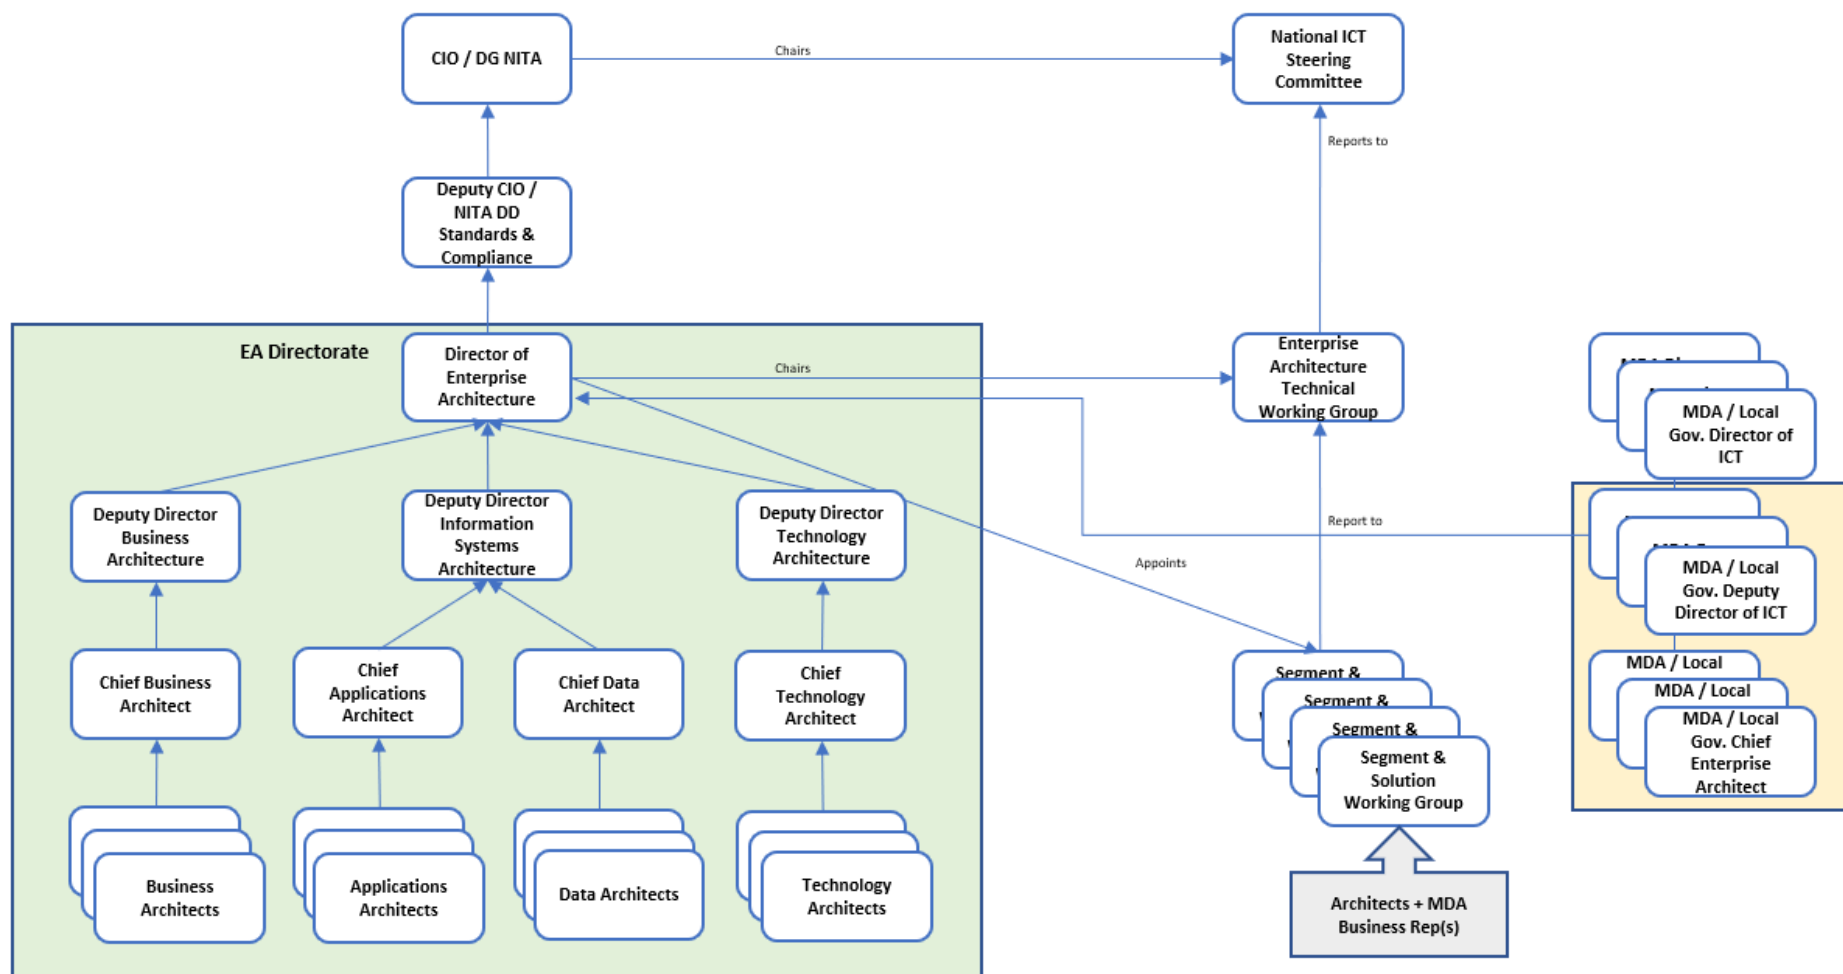 CIO / DG NITA
Chairs
National ICT
Steering
Committee
Reports to
Deputy CIO /
NITA DD
Standards &
Compliance
EA Directorate
Director of
Enterprise
Architecture
Chairs
Enterprise
Architecture
Technical
Working Group
MDA / Local
Gov. Director of
ICT
Deputy Director
Business
Architecture
Deputy Director
Information
Systems
Architecture
Deputy Director
Technology
Architecture
Report to
Appoints
MDA / Local
Gov. Deputy
Director of ICT
Chief Business
Architect
Chief
Applications
Architect
Chief Data
Architect
Chief
Technology
Architect
Segment &
Segment &
Segment &
Segment &
Solution
Working Group
MDA / Local
MDA / Local
MDA / Local
Gov. Chief
Enterprise
Architect
Business
Architects
Applications
Architects
Data Architects
Technology
Architects
Architects + MDA
Business Rep(s)